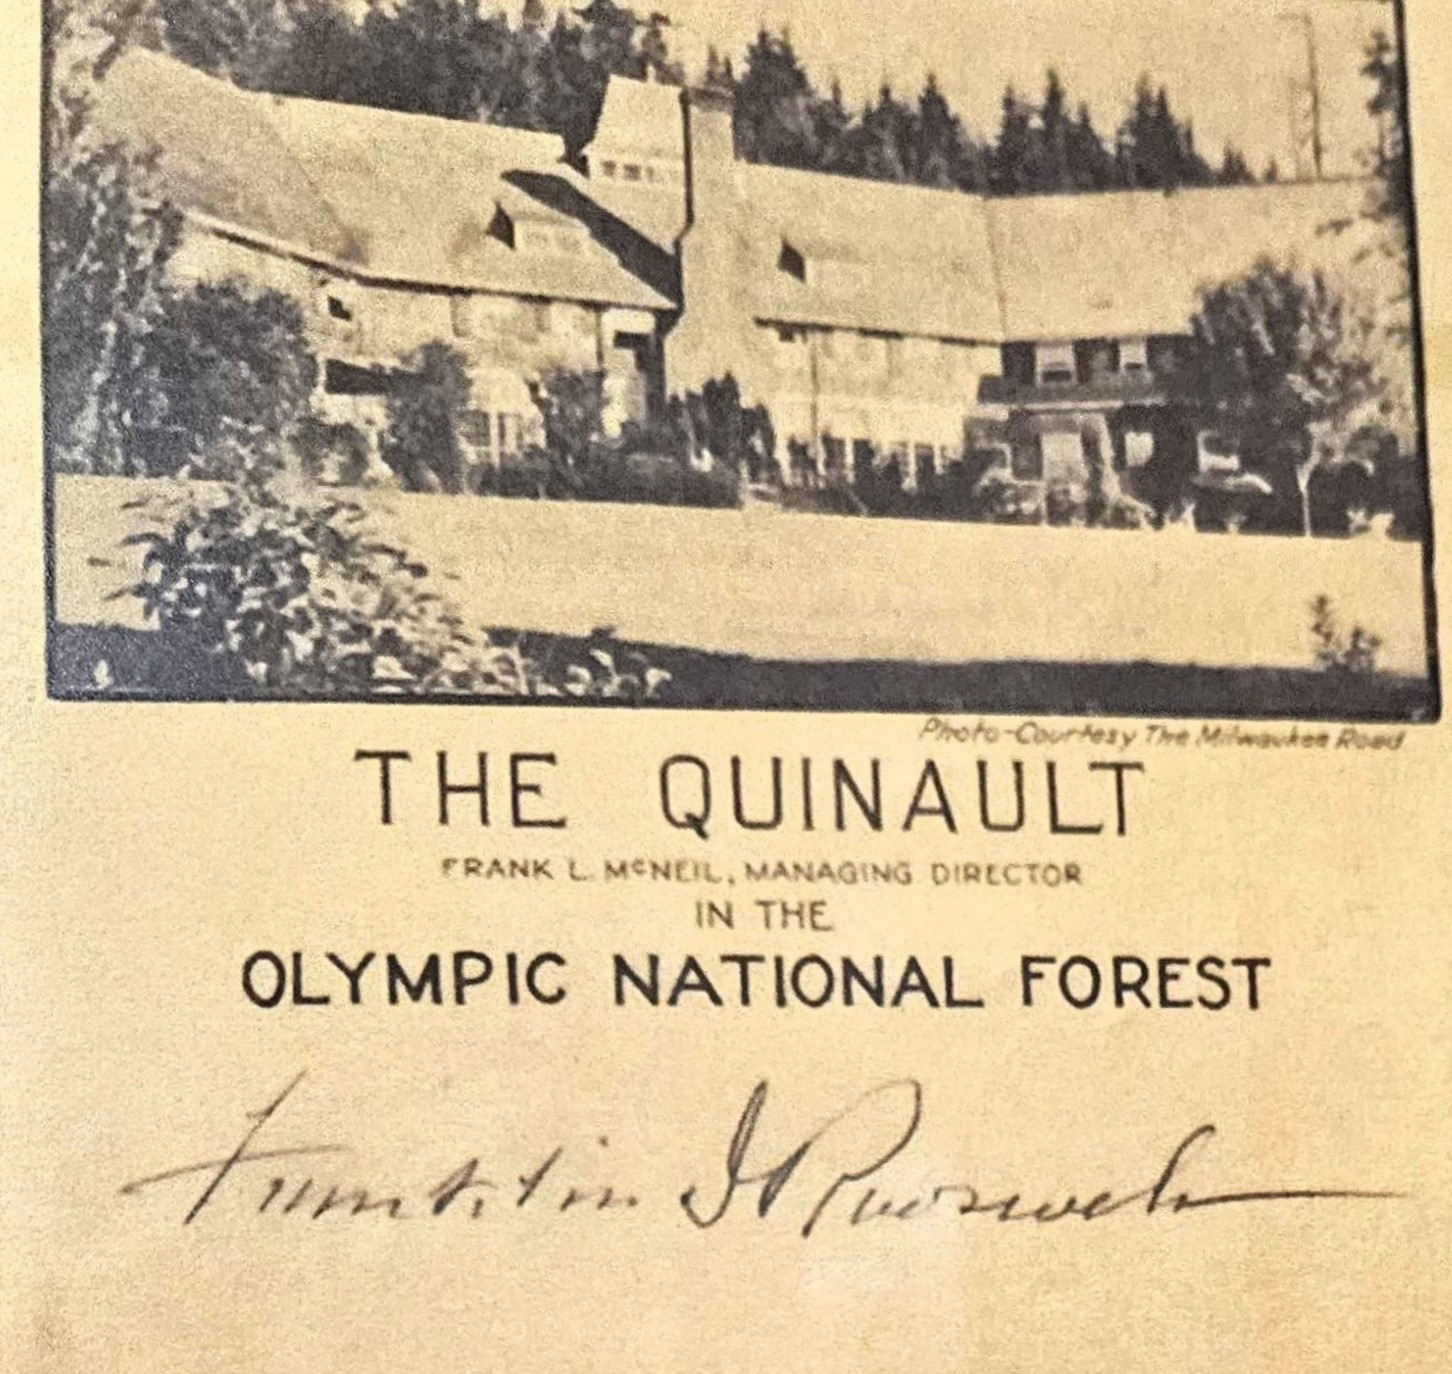 Photo-Courtesy The Milwaukee Road
THE QUINAULT
FRANK L. McNEIL, MANAGING DIRECTOR
IN THE
OLYMPIC NATIONAL FOREST
Franklin D Roosevelt